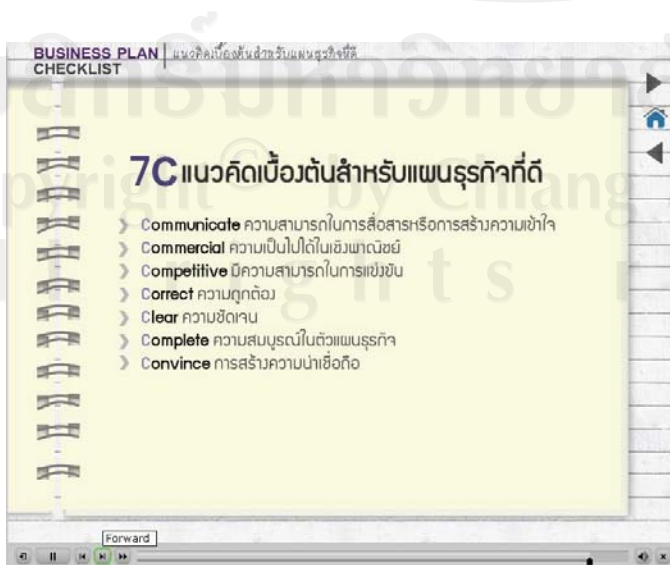 BUSINESS PLAN
CHECKLIST
แนวคิดเบื้องต้นสำหรับแผนธุรกิจที่ดี
7C แนวคิดเบื้องต้นสำหรับแผนธุรกิจที่ดี
Communicate ความสามารถในการสื่อสารหรือการสร้างความเข้าใจ
Commercial ความเป็นไปได้ในเชิงพาณิชย์
Competitive มีความสามารถในการแข่งขัน
Correct ความถูกต้อง
Clear ความชัดเจน
Complete ความสมบูรณ์ในตัวแผนธุรกิจ
Convince การสร้างความน่าเชื่อถือ
Forward